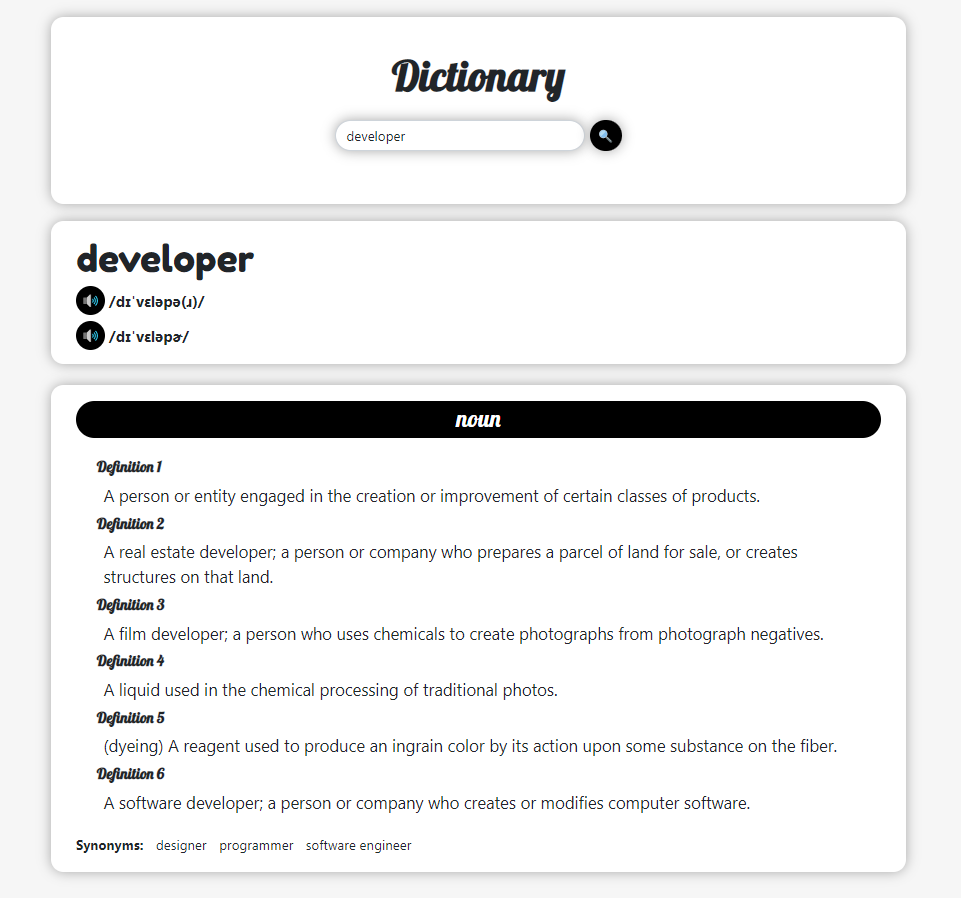 Dictionary
developer
developer
/dɪˈvɛləpə(ɹ)/
/dɪˈvɛləpɚ/
noun
Definition 1
A person or entity engaged in the creation or improvement of certain classes of products.
Definition 2
A real estate developer; a person or company who prepares a parcel of land for sale, or creates
structures on that land.
Definition 3
A film developer; a person who uses chemicals to create photographs from photograph negatives.
Definition 4
A liquid used in the chemical processing of traditional photos.
Definition 5
(dyeing) A reagent used to produce an ingrain color by its action upon some substance on the fiber.
Definition 6
A software developer; a person or company who creates or modifies computer software.
Synonyms: designer programmer software engineer